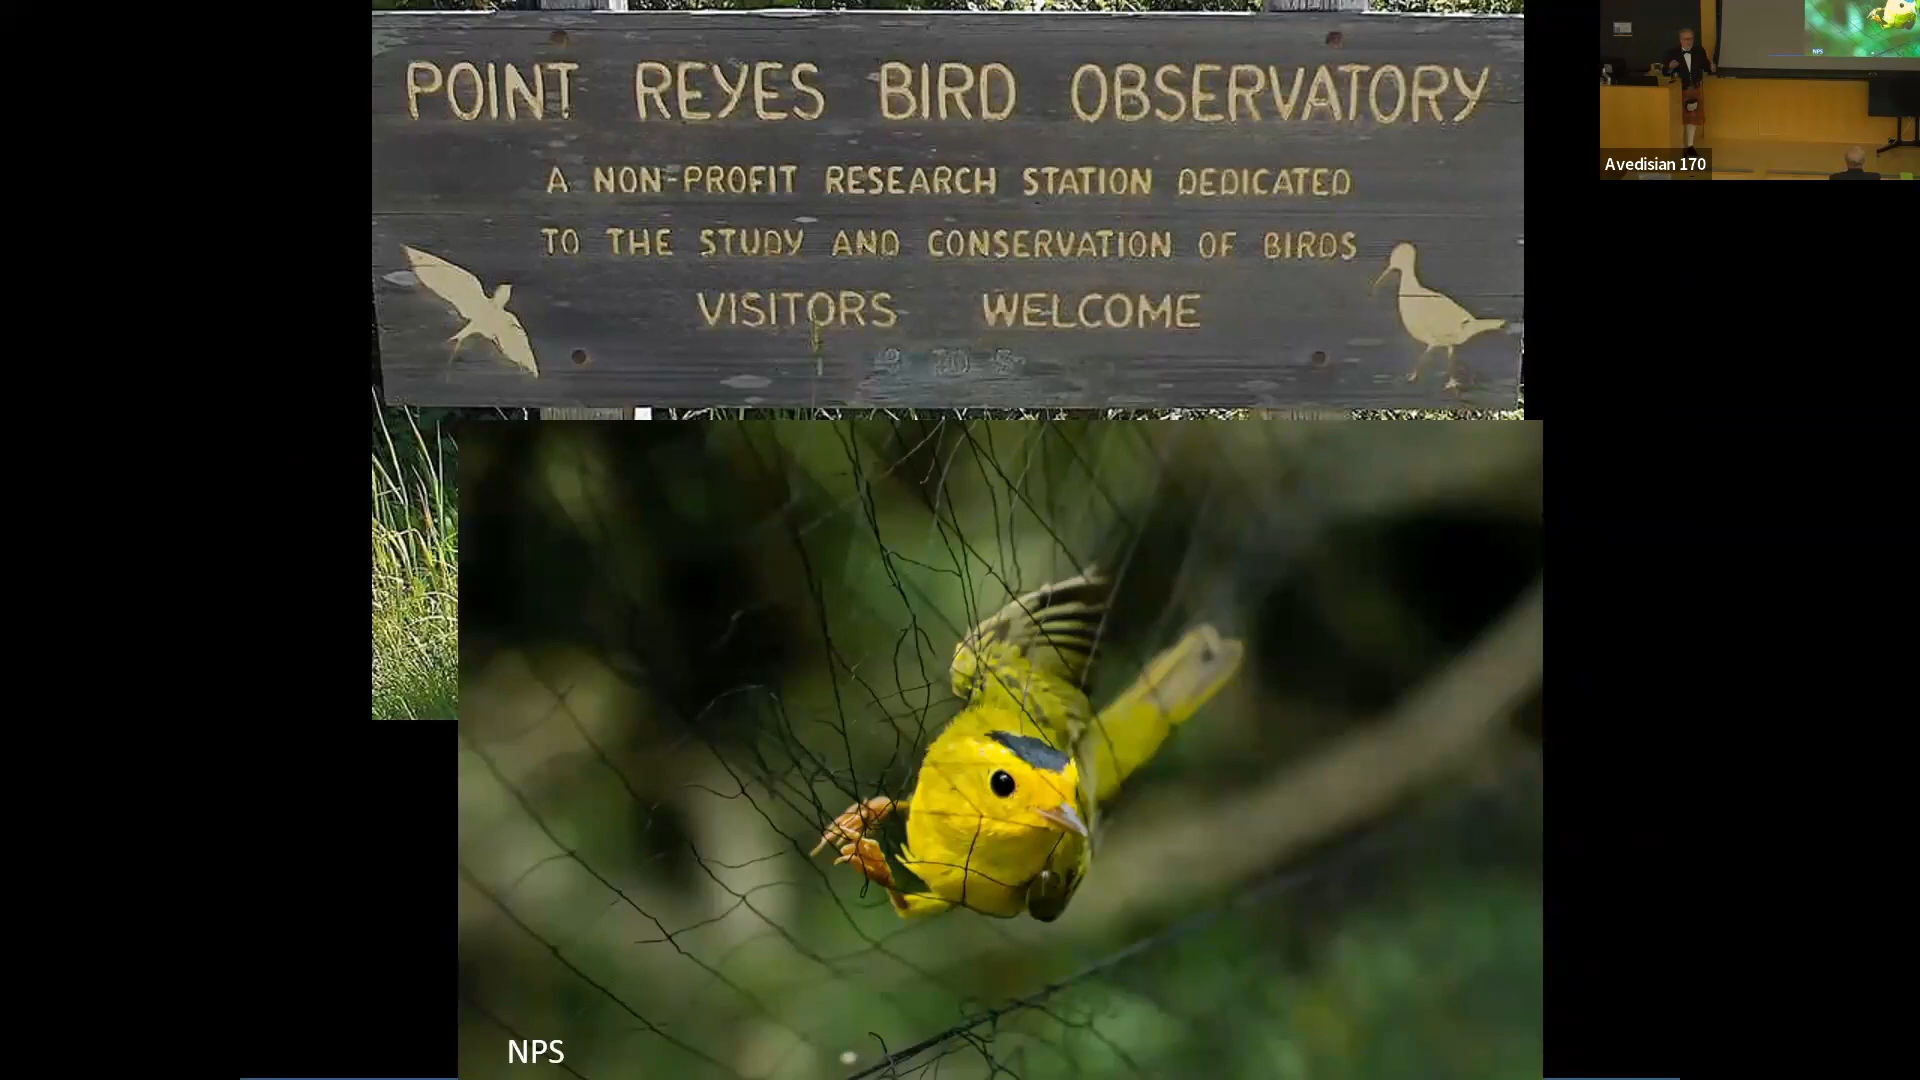 POINT REYES BIRD OBSERVATORY
A NON-PROFIT RESEARCH STATION DEDICATED
TO THE STUDY AND CONSERVATION OF BIRDS
VISITORS WELCOME
NPS
Avedisian 170